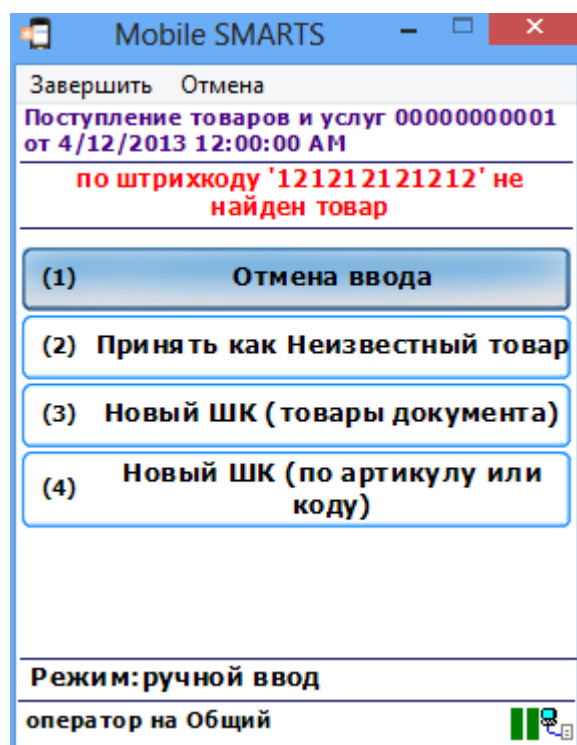 Mobile SMARTS
Завершить Отмена
Поступление товаров и услуг 00000000001
от 4/12/2013 12:00:00 AM
по штрихкоду '121212121212' не
найден товар
(1) Отмена ввода
(2) Принять как Неизвестный товар
(3) Новый ШК (товары документа)
(4) Новый ШК (по артикулу или
коду)
Режим:ручной ввод
оператор на Общий